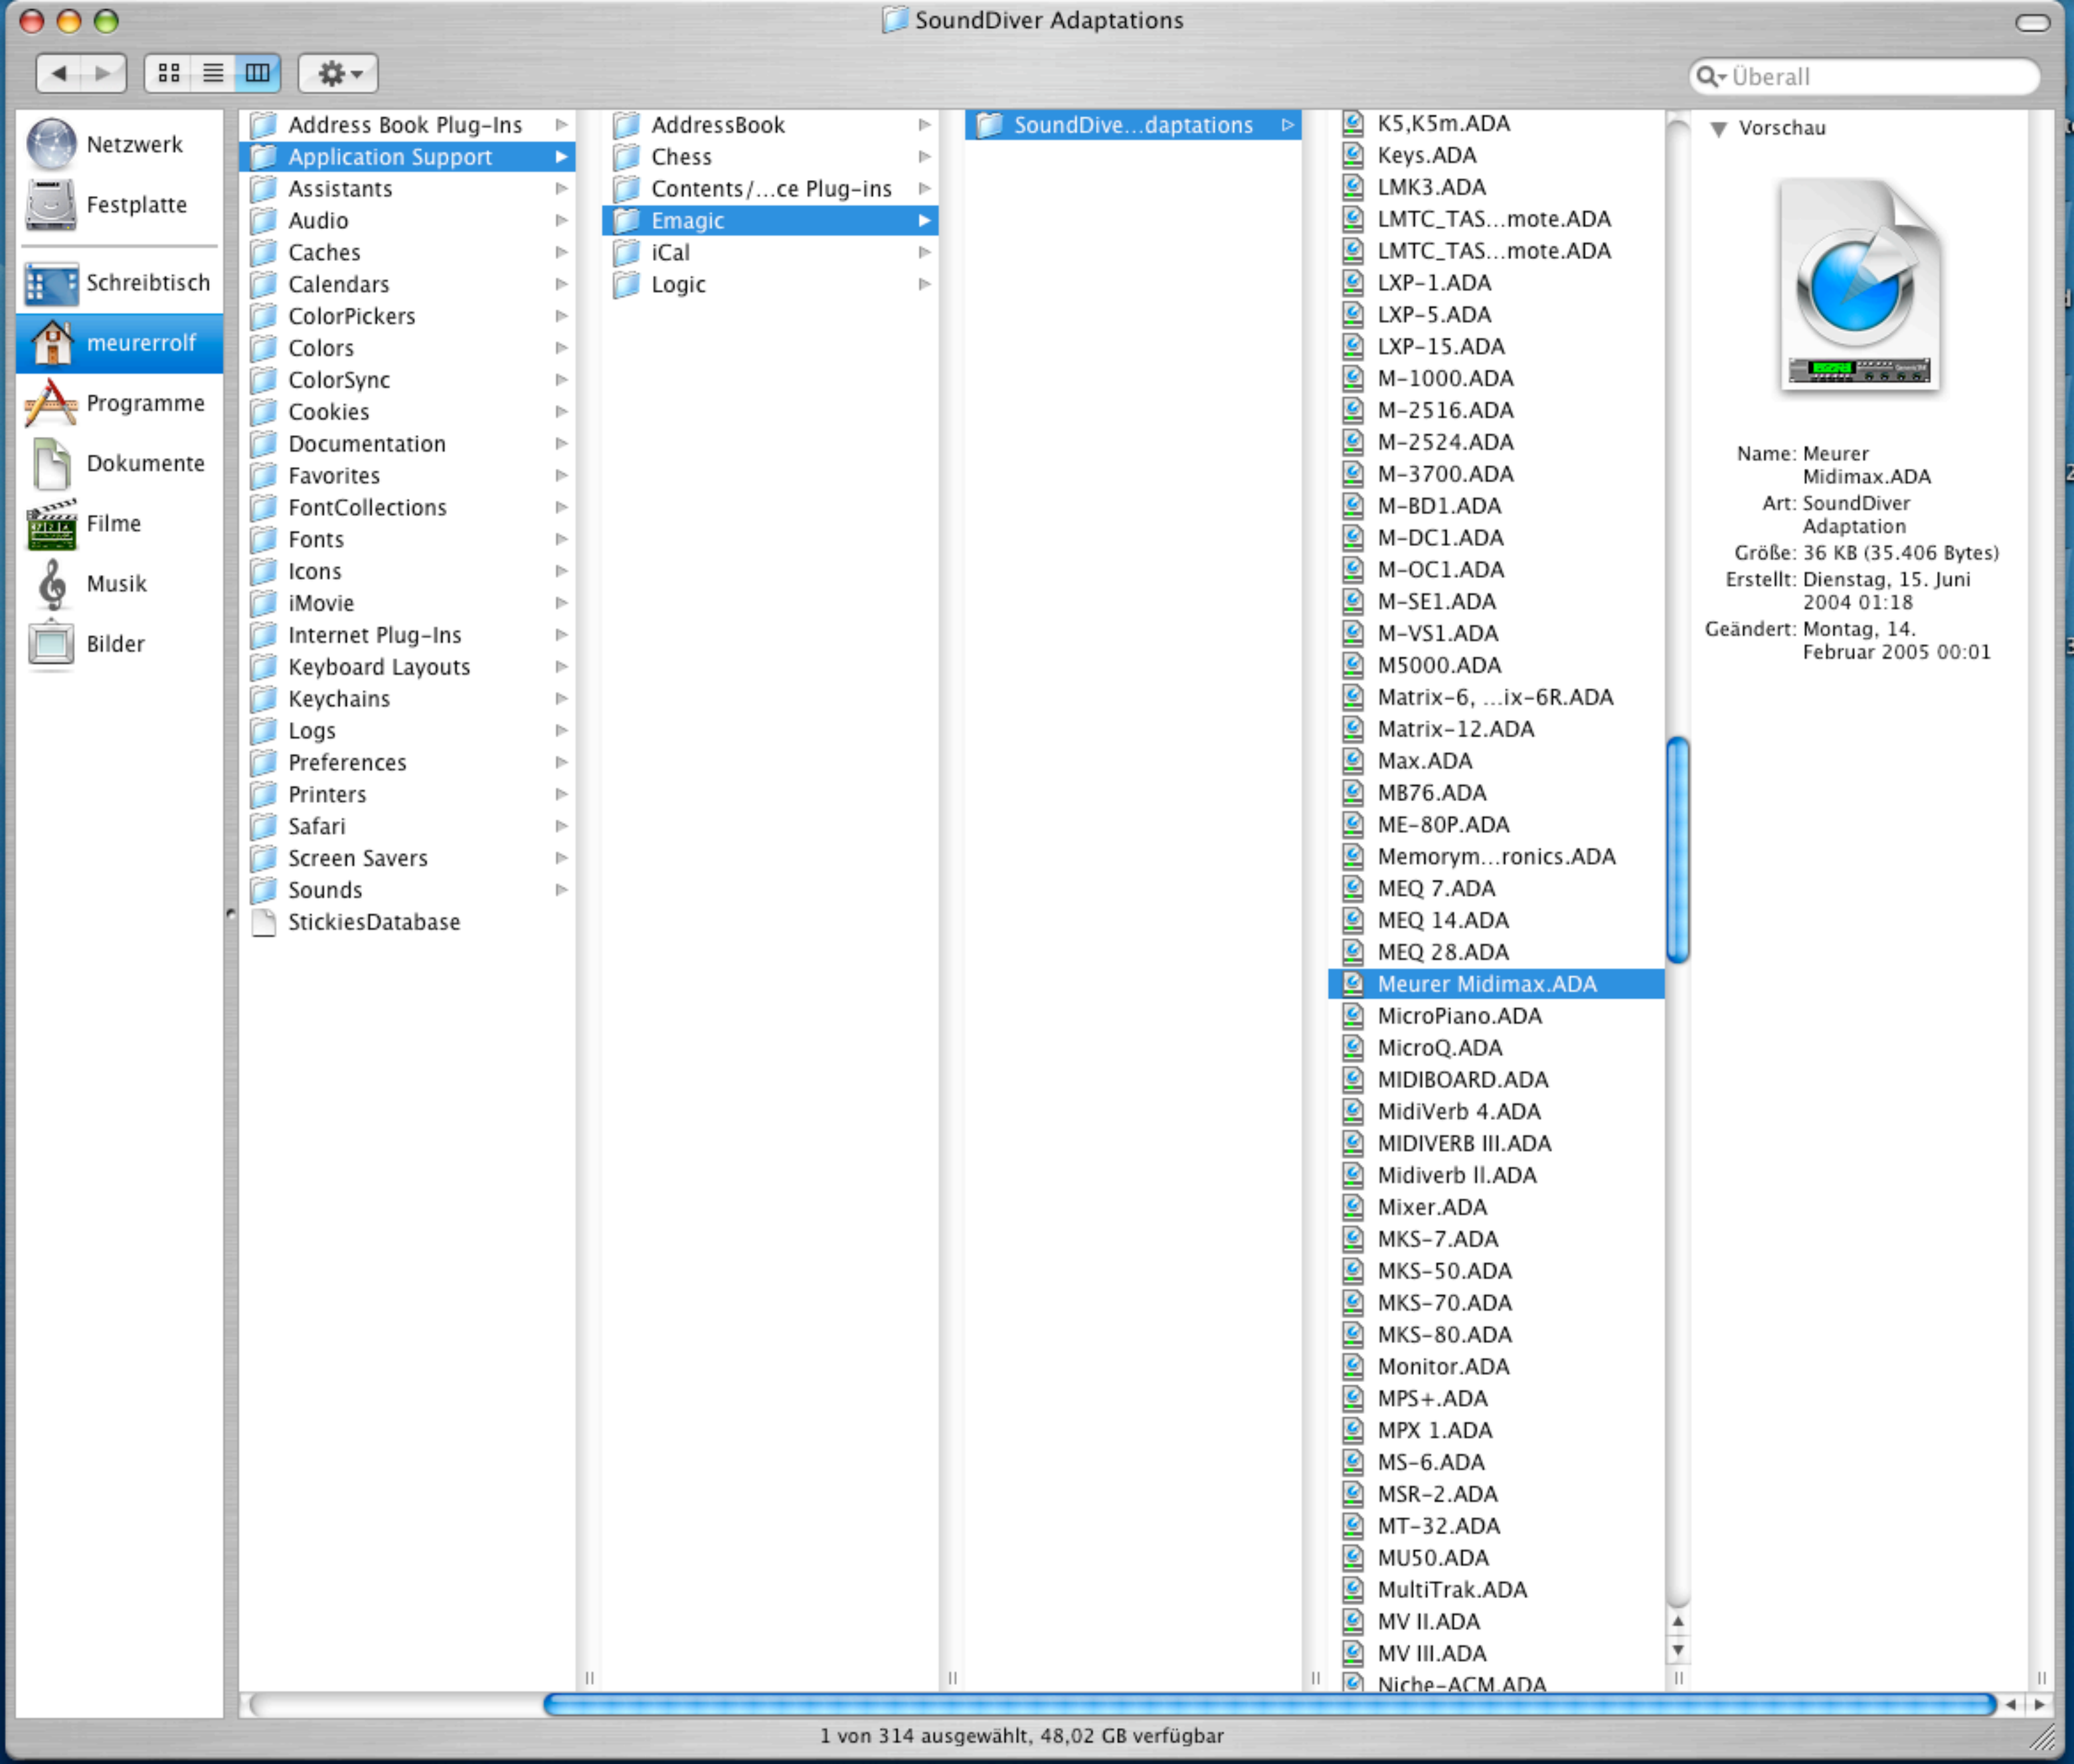 SoundDiver Adaptations
Überall
Netzwerk
Festplatte
Schreibtisch
meurerrolf
Programme
Dokumente
Filme
Musik
Bilder
Address Book Plug-Ins
Application Support
Assistants
Audio
Caches
Calendars
ColorPickers
Colors
ColorSync
Cookies
Documentation
Favorites
FontCollections
Fonts
Icons
iMovie
Internet Plug-Ins
Keyboard Layouts
Keychains
Logs
Preferences
Printers
Safari
Screen Savers
Sounds
StickiesDatabase
AddressBook
Chess
Contents/...ce Plug-ins
Emagic
iCal
Logic
SoundDive...daptations
K5,K5m.ADA
Keys.ADA
LMK3.ADA
LMTC_TAS...mote.ADA
LMTC_TAS...mote.ADA
LXP-1.ADA
LXP-5.ADA
LXP-15.ADA
M-1000.ADA
M-2516.ADA
M-2524.ADA
M-3700.ADA
M-BD1.ADA
M-DC1.ADA
M-OC1.ADA
M-SE1.ADA
M-VS1.ADA
M5000.ADA
Matrix-6, ...ix-6R.ADA
Matrix-12.ADA
Max.ADA
MB76.ADA
ME-80P.ADA
Memorym...ronics.ADA
MEQ 7.ADA
MEQ 14.ADA
MEQ 28.ADA
Meurer Midimax.ADA
MicroPiano.ADA
MicroQ.ADA
MIDIBOARD.ADA
MidiVerb 4.ADA
MIDIVERB III.ADA
Midiverb II.ADA
Mixer.ADA
MKS-7.ADA
MKS-50.ADA
MKS-70.ADA
MKS-80.ADA
Monitor.ADA
MPS+.ADA
MPX 1.ADA
MS-6.ADA
MSR-2.ADA
MT-32.ADA
MU50.ADA
MultiTrak.ADA
MV II.ADA
MV III.ADA
Niche-ACM.ADA
Vorschau
Name: Meurer
Midimax.ADA
Art: SoundDiver
Adaptation
Größe: 36 KB (35.406 Bytes)
Erstellt: Dienstag, 15. Juni
2004 01:18
Geändert: Montag, 14.
Februar 2005 00:01
1 von 314 ausgewählt, 48,02 GB verfügbar